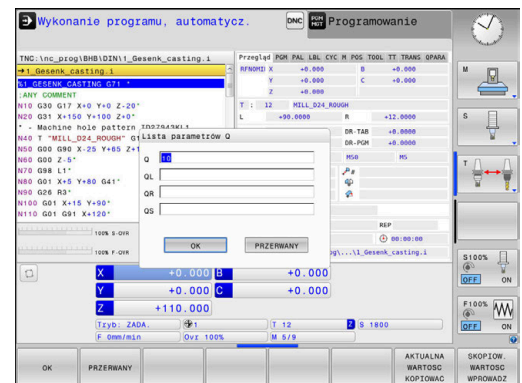 Wykonanie programu, automatycz.
DNC
Programowanie
TNC:\nc_prog\BHB\DIN\1_Gesenk_casting.i
→1_Gesenk_casting.i
%1_GESENK_CASTING G71 *
;ANY COMMENT
N10 G30 G17 X+0 Y+0 Z-20*
N20 G31 X+150 Y+100 Z+0*
* - Machine hole pattern ID27943KL1
N40 T "MILL_D24_ROUGH" G1
N50 G00 G90 X-25 Y+65 Z+1
N60 G00 Z-5*
N70 G98 L1*
N80 G01 X+5 Y+80 G41*
N90 G26 R3*
N100 G01 X+15 Y+90*
N110 G01 G91 X+120*
100% S-OVR
100% F-OVR
Przegląd PGM PAL LBL CYC M POS TOOL TT TRANS QPARA
RFNOMI X +0.000 B +0.000
Y +0.000 C +0.000
Z +0.000
T : 12 MILL_D24_ROUGH
L +90.0000 R +12.0000
DR-TAB +0.0000
DR-PGM +0.0000
M50 M5
REP
00:00:00
\1_Gesenk_casting.i
Lista parametrów Q
Q 10
QL
QR
QS
OK
PRZERWANY
X +0.000 B +0.000
Y +0.000 C +0.000
Z +110.000
Tryb: ZADA. 1 T 12 Z S 1800
F 0mm/min Ovr 100% M 5/9
M
S
T
S100%
OFF ON
F100%
OFF ON
OK
PRZERWANY
AKTUALNA
WARTOSC
KOPIOWAC
SKOPIOW.
WARTOSC
WPROWADZ